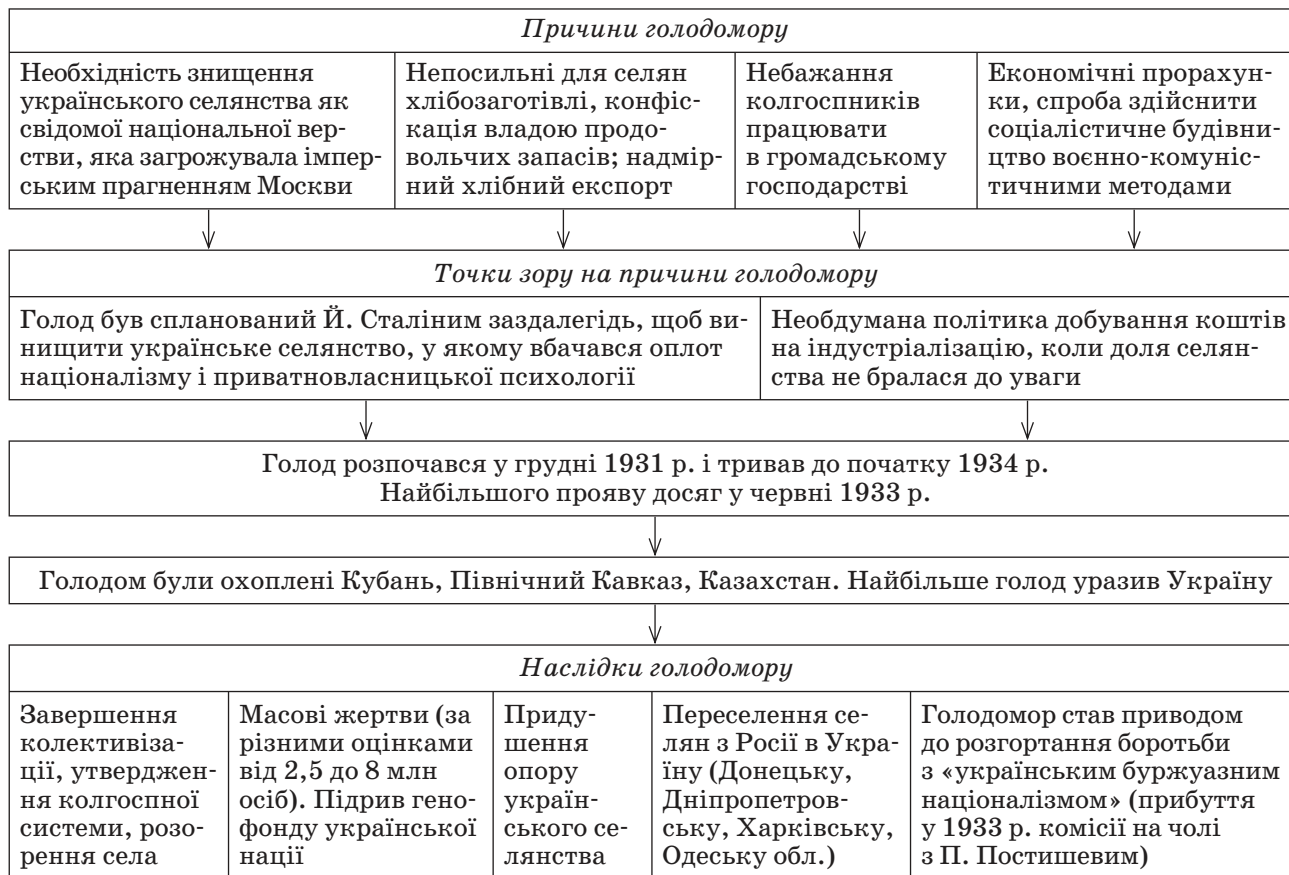 Причини голодомору
Необхідність знищення
українського селянства як
свідомої національної вер-
стви, яка загрожувала імпер-
ським прагненням Москви
Непосильні для селян
хлібозаготівлі, конфіс-
кація владою продо-
вольчих запасів; надмір-
ний хлібний експорт
Небажання
колгоспників
працювати
в громадському
господарстві
Економічні прорахун-
ки, спроба здійснити
соціалістичне будівни-
цтво воєнно-комуніс-
тичними методами
Точки зору на причини голодомору
Голод був спланований Й. Сталіним заздалегідь, щоб ви-
нищити українське селянство, у якому вбачався оплот
націоналізму і приватновласницької психології
Необдумана політика добування коштів
на індустріалізацію, коли доля селян-
ства не бралася до уваги
Голод розпочався у грудні 1931 р. і тривав до початку 1934 р.
Найбільшого прояву досяг у червні 1933 р.
Голодом були охоплені Кубань, Північний Кавказ, Казахстан. Найбільше голод уразив Україну
Наслідки голодомору
Завершення
колективіза-
ції, утверджен-
ня колгоспної
системи, розо-
рення села
Масові жертви (за
різними оцінками
від 2,5 до 8 млн
осіб). Підрив гено-
фонду української
нації
Приду-
шення
опору
україн-
ського се-
лянства
Переселення се-
лян з Росії в Укра-
їну (Донецьку,
Дніпропетров-
ську, Харківську,
Одеську обл.)
Голодомор став приводом
до розгортання боротьби
з «українським буржуазним
націоналізмом» (прибуття
у 1933 р. комісії на чолі
з П. Постишевим)